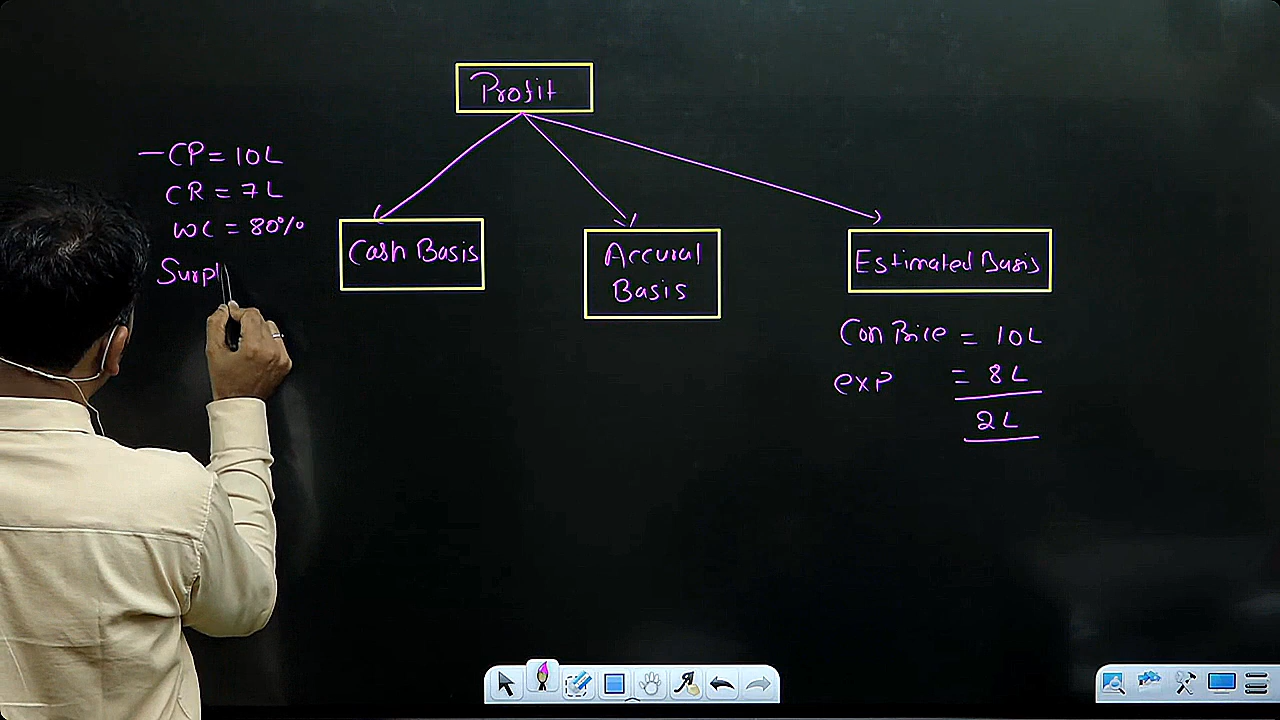 Profit
- CP = 10L
CR = 7L
WC = 80%
Surpl
Cash Basis
Accural
Basis
Estimated Basis
Con Price = 10L
exp = 8L
2L